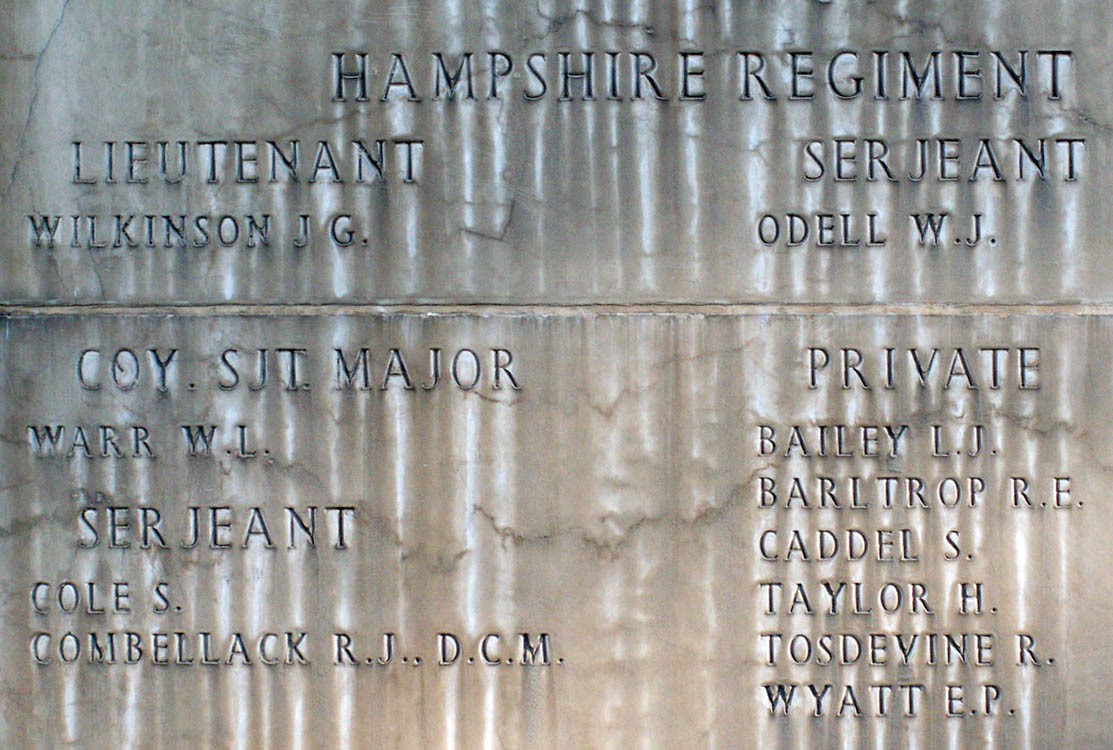 HAMPSHIRE REGIMENT
LIEUTENANT
WILKINSON J G.
COY. SJT. MAJOR
WARR W.L.
SERJEANT
COLE S.
COMBELLACK R.J., D.C.M.
SERJEANT
ODELL W.J.
PRIVATE
BAILEY L.J.
BARLTROP R.E.
CADDEL S.
TAYLOR H.
TOSDEVINE R.
WYATT E.P.